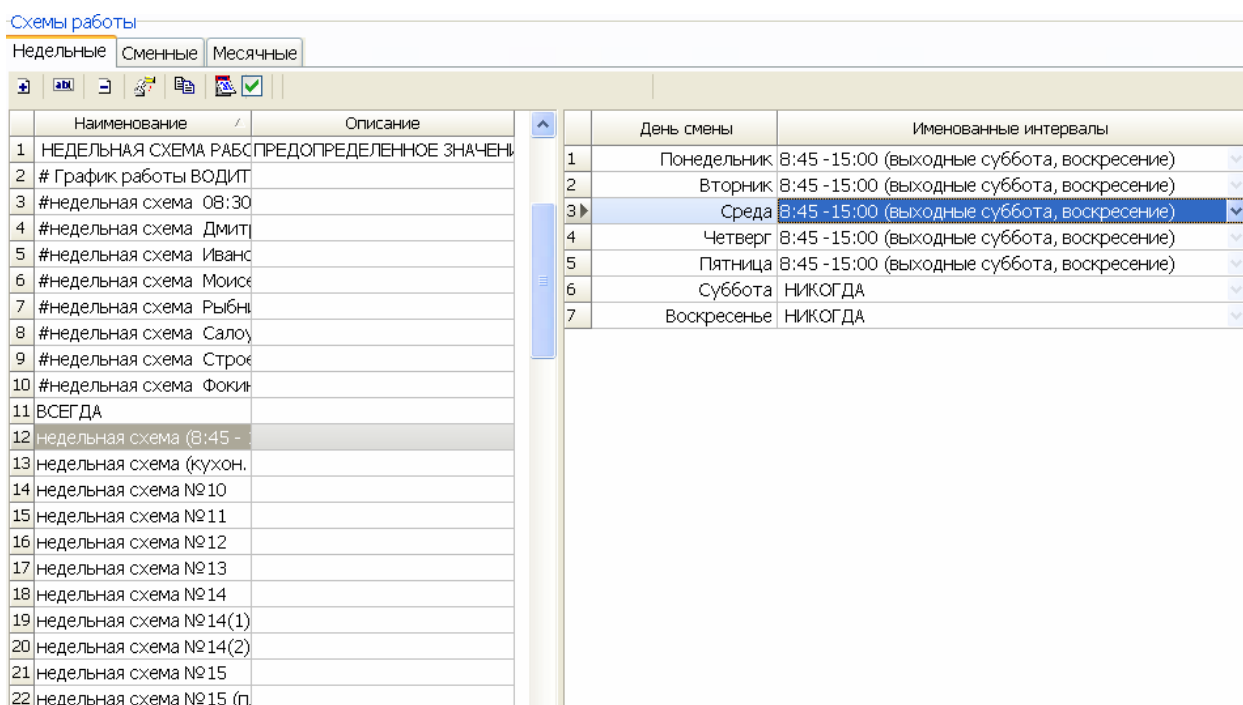 Схемы работы
Недельные Сменные Месячные
abl
Наименование Описание
1 НЕДЕЛЬНАЯ СХЕМА РАБО ПРЕДОПРЕДЕЛЕННОЕ ЗНАЧЕНИ
2 # График работы ВОДИТ
3 #недельная схема 08:30
4 #недельная схема Дмит
5 #недельная схема Ивано
6 #недельная схема Моисе
7 #недельная схема Рыбни
8 #недельная схема Салоу
9 #недельная схема Строе
10 #недельная схема Фокин
11 ВСЕГДА
12 недельная схема (8:45 -
13 недельная схема (кухон.
14 недельная схема №10
15 недельная схема №11
16 недельная схема №12
17 недельная схема №13
18 недельная схема №14
19 недельная схема №14(1)
20 недельная схема №14(2)
21 недельная схема №15
22 недельная схема №15 (п.
День смены Именованные интервалы
1 Понедельник 8:45 -15:00 (выходные суббота, воскресение)
2 Вторник 8:45 -15:00 (выходные суббота, воскресение)
3 Среда 8:45 -15:00 (выходные суббота, воскресение)
4 Четверг 8:45 -15:00 (выходные суббота, воскресение)
5 Пятница 8:45 -15:00 (выходные суббота, воскресение)
6 Суббота НИКОГДА
7 Воскресенье НИКОГДА